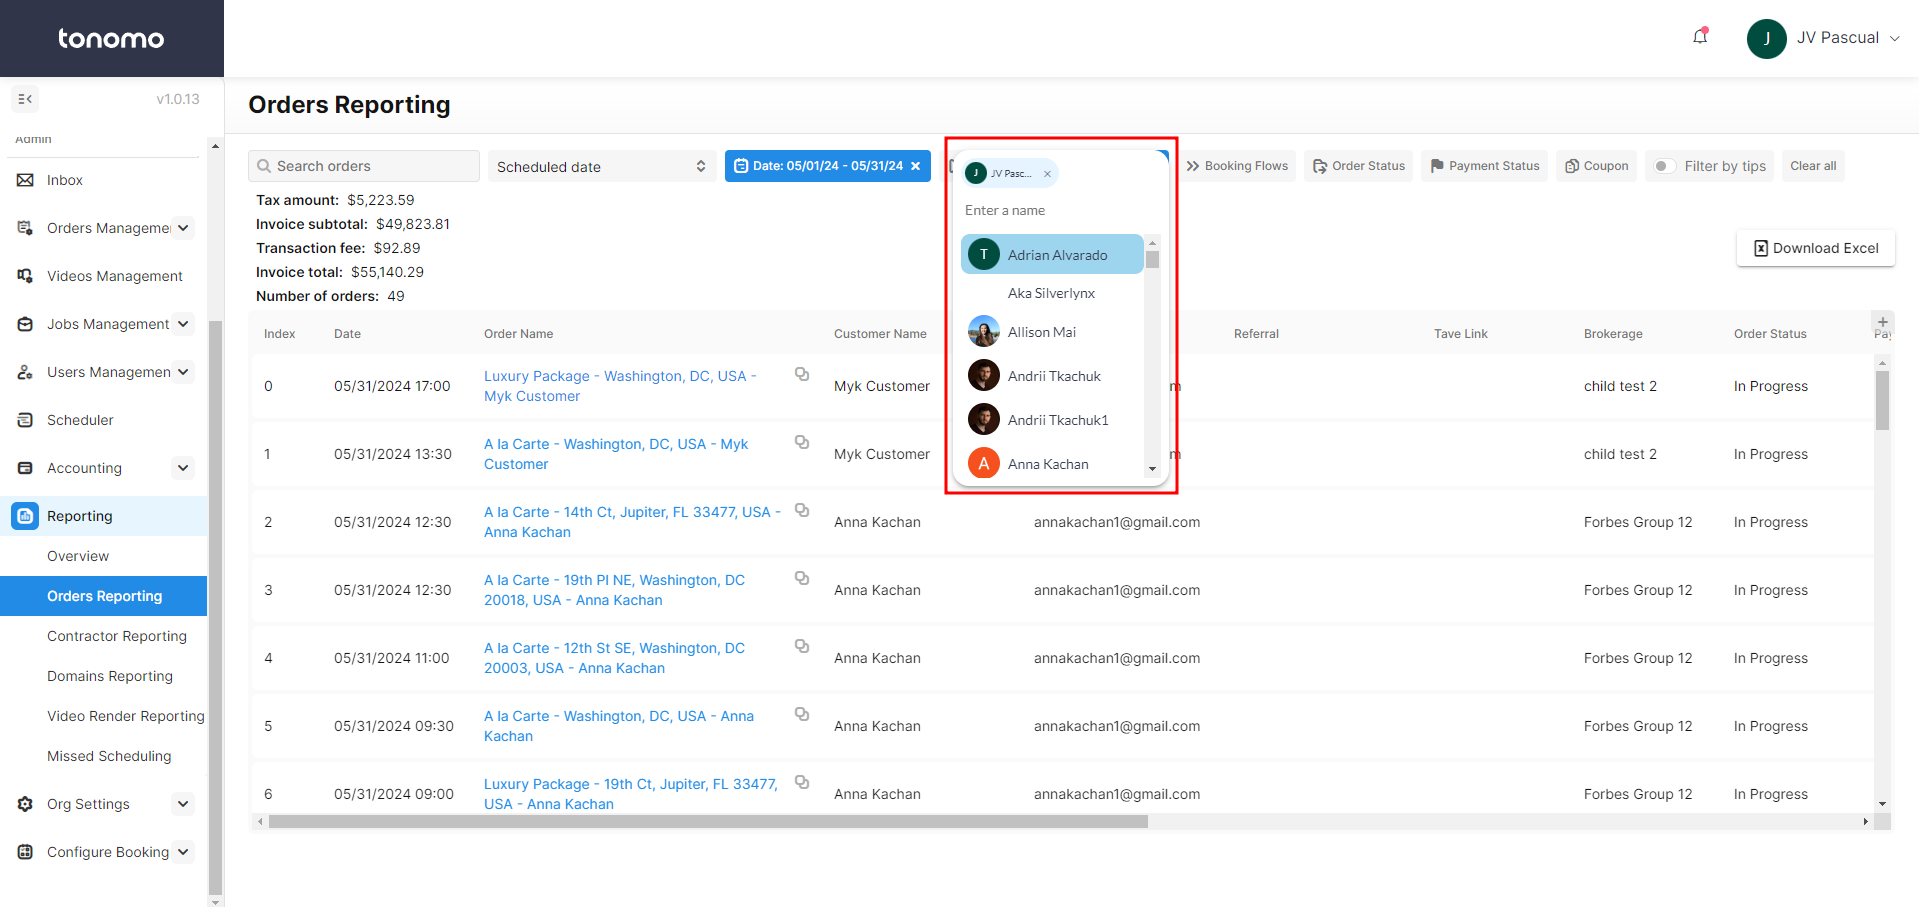 tonomo
J
JV Pascual
v1.0.13
Orders Reporting
Admin
Inbox
Orders Managemen
Videos Management
Jobs Management
Users Managemen
Scheduler
Accounting
Reporting
Overview
Orders Reporting
Contractor Reporting
Domains Reporting
Video Render Reporting
Missed Scheduling
Org Settings
Configure Booking
Search orders
Scheduled date
Date: 05/01/24 - 05/31/24
Booking Flows
Order Status
Payment Status
Coupon
Filter by tips
Clear all
J JV Pasc...
Enter a name
T Adrian Alvarado
Aka Silverlynx
Allison Mai
Andrii Tkachuk
Andrii Tkachuk1
A Anna Kachan
Tax amount: $5,223.59
Invoice subtotal: $49,823.81
Transaction fee: $92.89
Invoice total: $55,140.29
Number of orders: 49
Download Excel
Index Date Order Name Customer Name Referral Tave Link Brokerage Order Status Pay
0 05/31/2024 17:00 Luxury Package - Washington, DC, USA - Myk Customer Myk Customer m child test 2 In Progress
1 05/31/2024 13:30 A la Carte - Washington, DC, USA - Myk Customer Myk Customer m child test 2 In Progress
2 05/31/2024 12:30 A la Carte - 14th Ct, Jupiter, FL 33477, USA - Anna Kachan Anna Kachan annakachan1@gmail.com Forbes Group 12 In Progress
3 05/31/2024 12:30 A la Carte - 19th Pl NE, Washington, DC 20018, USA - Anna Kachan Anna Kachan annakachan1@gmail.com Forbes Group 12 In Progress
4 05/31/2024 11:00 A la Carte - 12th St SE, Washington, DC 20003, USA - Anna Kachan Anna Kachan annakachan1@gmail.com Forbes Group 12 In Progress
5 05/31/2024 09:30 A la Carte - Washington, DC, USA - Anna Kachan Anna Kachan annakachan1@gmail.com Forbes Group 12 In Progress
6 05/31/2024 09:00 Luxury Package - 19th Ct, Jupiter, FL 33477, USA - Anna Kachan Anna Kachan annakachan1@gmail.com Forbes Group 12 In Progress